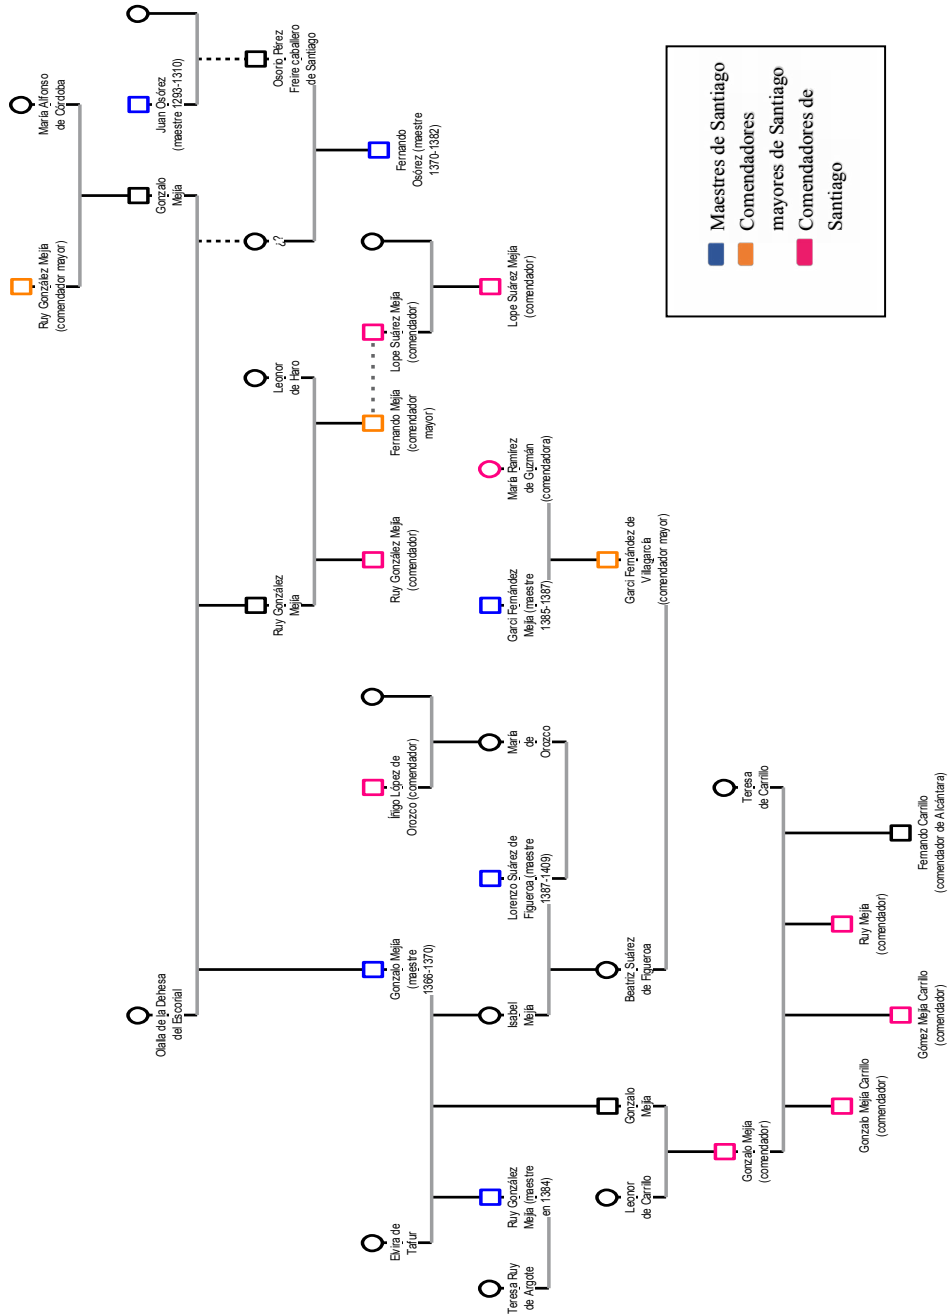 María Alfonso
de Córdoba
Ruy González Mejía
(comendador mayor)
Juan Osórez
(maestre 1293-1310)
Gonzalo
Mejía
Olalla de la Dehesa
del Escorial
Osorio Pérez
Freire caballero
de Santiago
¿?
Leonor
de Haro
Ruy González
Mejía
Fernando
Osórez (maestre
1370-1382)
Lope Suárez Mejía
(comendador)
Fernando Mejía
(comendador
mayor)
Ruy González Mejía
(comendador)
Íñigo López de
Orozco (comendador)
Gonzalo Mejía
(maestre
1366-1370)
Elvira de
Tafur
Lope Suárez Mejía
(comendador)
María Ramírez
de Guzmán
(comendadora)
Garci Fernández
Mejía (maestre
1385-1387)
María
de
Orozco
Lorenzo Suárez de
Figueroa (maestre
1387-1409)
Isabel
Mejía
Ruy González
Mejía (maestre
en 1384)
Teresa Ruy
de Argote
Garci Fernández de
Villagarcía
(comendador mayor)
Beatriz Suárez
de Figueroa
Gonzalo
Mejía
Leonor
de Carrillo
Teresa
de Carrillo
Gonzalo Mejía
(comendador)
Fernando Carrillo
(comendador de Alcántara)
Ruy Mejía
(comendador)
Gómez Mejía Carrillo
(comendador)
Gonzalo Mejía Carrillo
(comendador)
Maestres de Santiago
Comendadores
mayores de Santiago
Comendadores de
Santiago